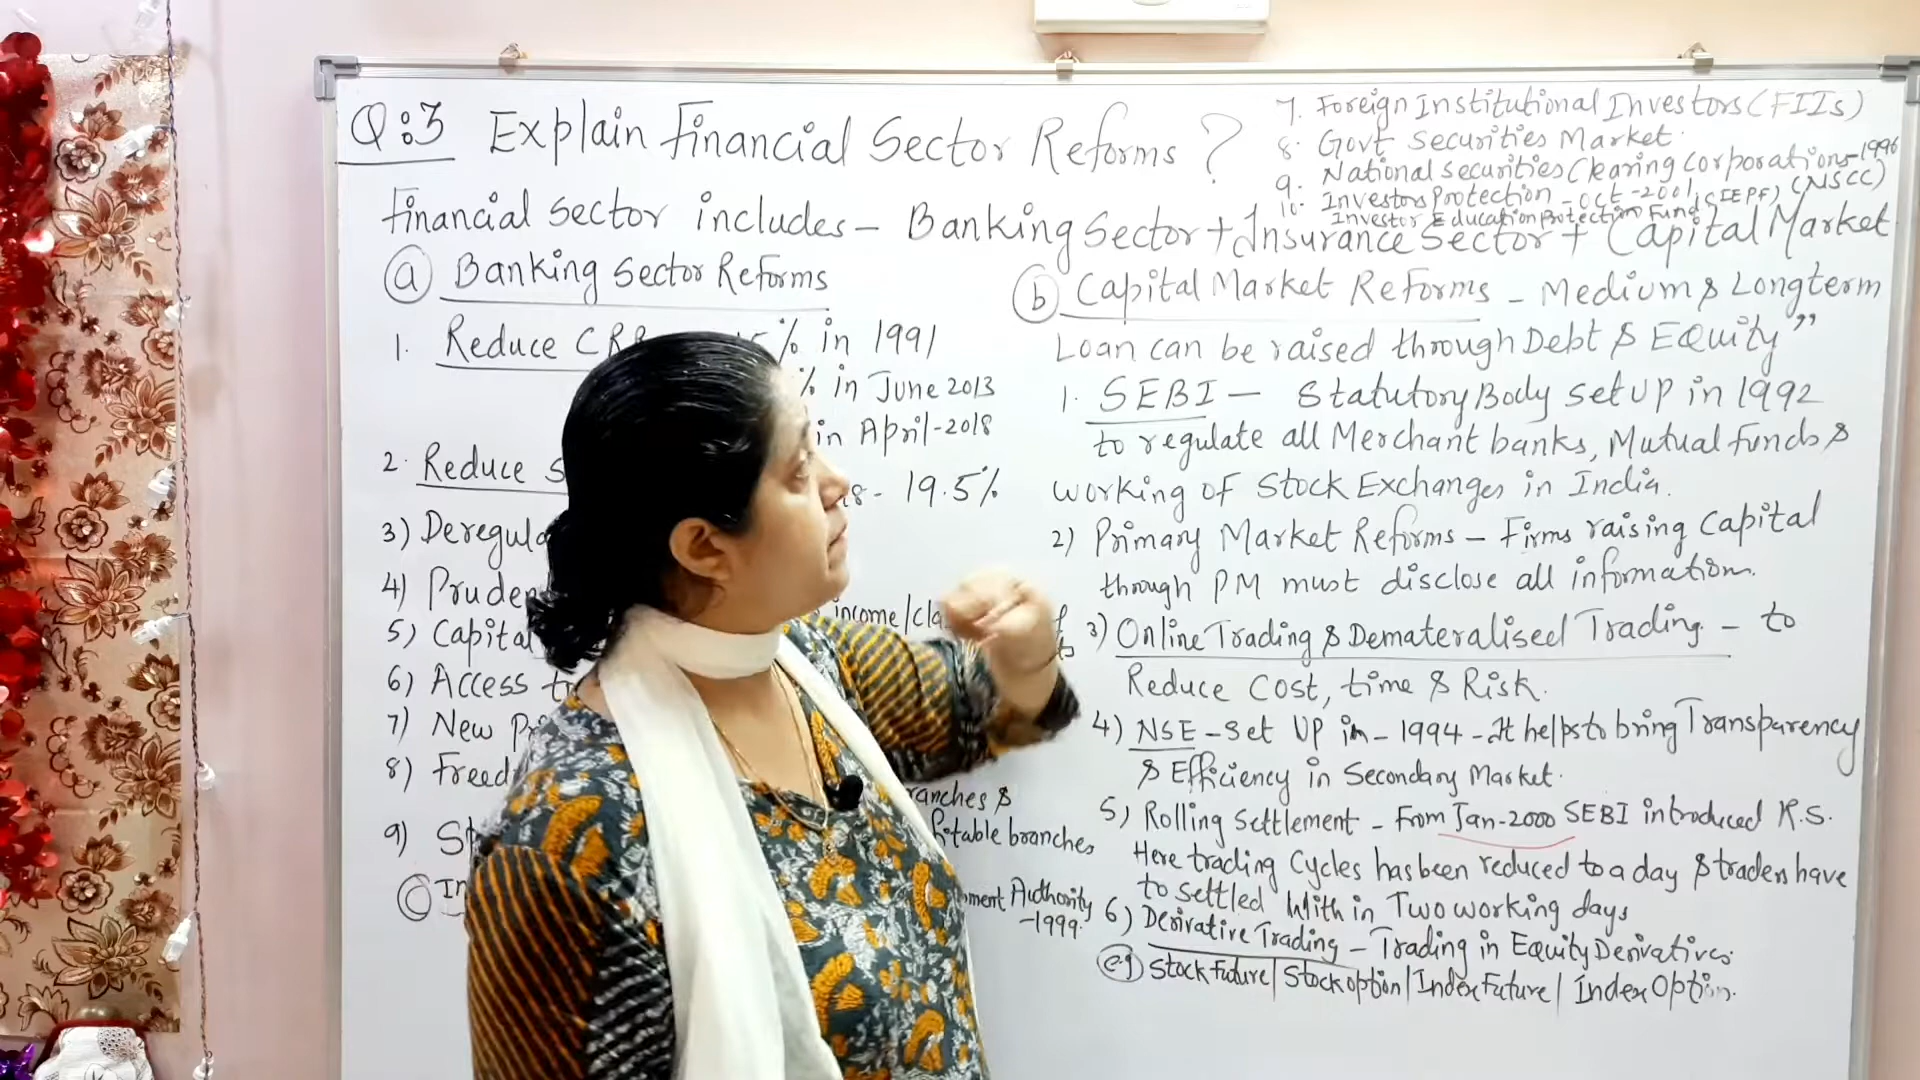 Q:3 Explain Financial Sector Reforms?
Financial Sector includes - Banking Sector + Insurance Sector + Capital Market
(a) Banking Sector Reforms
1. Reduce CRR 15% in 1991
% in June 2013
in April-2018
2. Reduce S
18 - 19.5%
3) Deregula
4) Pruden
income/cla
5) Capital
6) Access t
7) New Pr
8) Freed
ranches &
9) St
fitable branches
(C) In
pment Authority
-1999.
7. Foreign Institutional Investors (FIIs)
8. Govt Securities Market.
9. National Securities Clearing Corporations-1996
(NSCC)
10. Investors Protection - Oct-2001, (IEPF)
Investor Education Protection Fund
(b) Capital Market Reforms - Medium & Longterm
Loan can be raised through Debt & Equity"
1. SEBI - Statutory Body set up in 1992
to regulate all Merchant banks, Mutual funds &
working of Stock Exchanges in India.
2) Primary Market Reforms - Firms raising Capital
through PM must disclose all information.
3) Online Trading & Demateralised Trading. - to
Reduce Cost, time & Risk.
4) NSE - Set Up in - 1994 - It helps to bring Transparency
& Efficiency in Secondary Market.
5) Rolling Settlement - From Jan-2000 SEBI introduced R.S.
Here trading Cycles has been reduced to a day & traders have
to settled With in Two working days
6) Derivative Trading - Trading in Equity Derivatives.
(e.g) Stock Future/Stock option/Index Future/ Index Option.